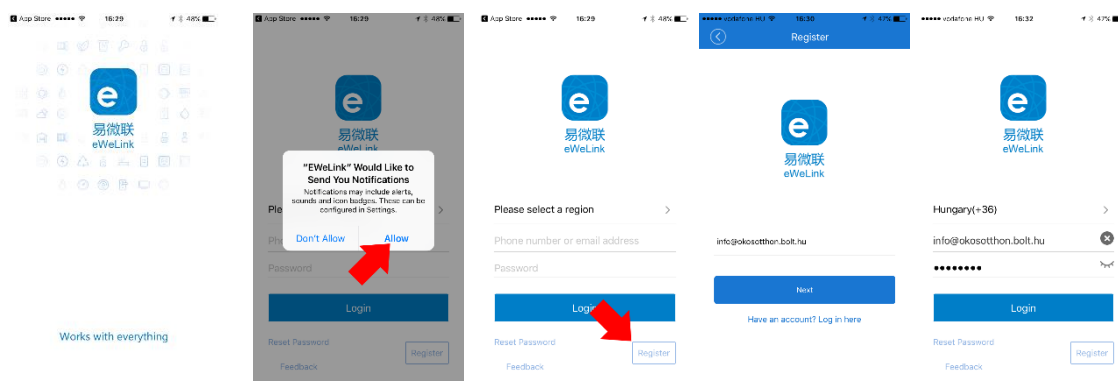 App Store 16:29 48%
e
易微联
eWeLink
Works with everything
App Store 16:29 48%
e
易微联
eWeLink
"EWeLink" Would Like to
Send You Notifications
Notifications may include alerts,
sounds and icon badges. These can be
configured in Settings.
Don't Allow Allow
Ple
Pho
Password
Login
Reset Password
Register
Feedback
App Store 16:29 48%
e
易微联
eWeLink
Please select a region
Phone number or email address
Password
Login
Reset Password
Register
Feedback
vodafone HU 16:30 47%
Register
e
易微联
eWeLink
info@okosotthon.bolt.hu
Next
Have an account? Log in here
vodafone HU 16:32 47%
e
易微联
eWeLink
Hungary(+36)
info@okosotthon.bolt.hu
Login
Reset Password
Register
Feedback